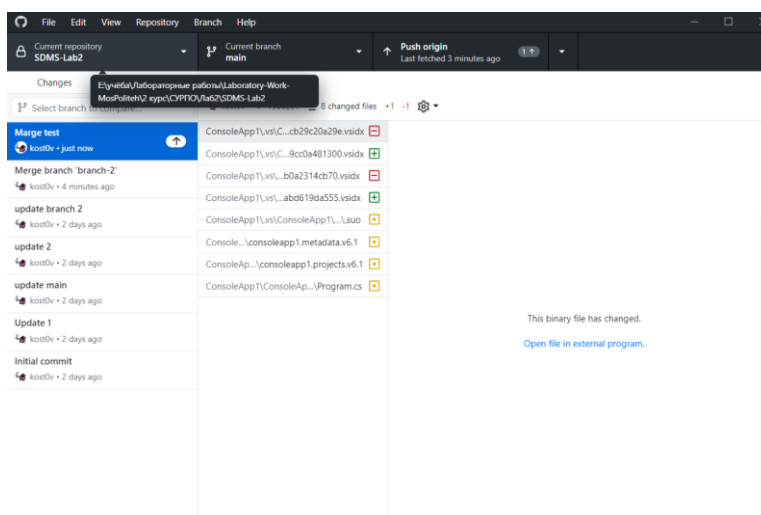 File Edit View Repository Branch Help
Current repository
SDMS-Lab2
Current branch
main
Push origin
Last fetched 3 minutes ago
1
Changes
E:\учёба\Лабораторные работы\Laboratory-Work-
MosPoliteh\2 курс\СУРПО\Лаб2\SDMS-Lab2
Select branch to compare...
8 changed files +1 -1
Marge test
kost0v • just now
Merge branch 'branch-2'
kost0v • 4 minutes ago
update branch 2
kost0v • 2 days ago
update 2
kost0v • 2 days ago
update main
kost0v • 2 days ago
Update 1
kost0v • 2 days ago
Initial commit
kost0v • 2 days ago
ConsoleApp1\.vs\C...cb29c20a29e.vsidx
ConsoleApp1\.vs\C...9cc0a481300.vsidx
ConsoleApp1\.vs\...b0a2314cb70.vsidx
ConsoleApp1\.vs\...abd619da555.vsidx
ConsoleApp1\.vs\ConsoleApp1\...\.suo
Console...\consoleapp1.metadata.v6.1
ConsoleAp...\consoleapp1.projects.v6.1
ConsoleApp1\ConsoleAp...\Program.cs
This binary file has changed.
Open file in external program.